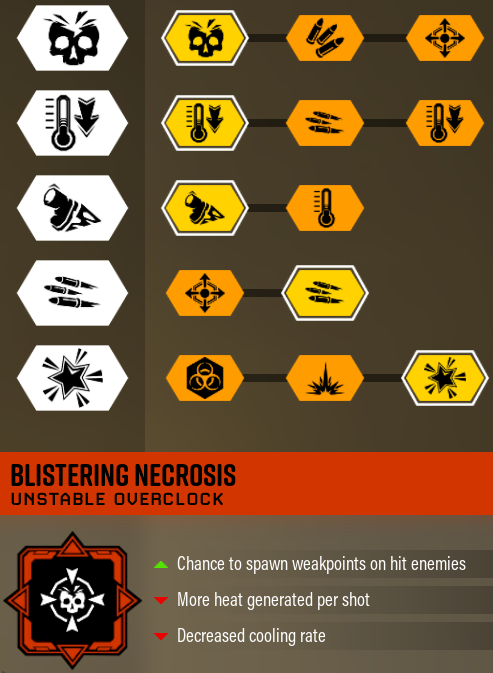 BLISTERING NECROSIS
UNSTABLE OVERCLOCK
Chance to spawn weakpoints on hit enemies
More heat generated per shot
Decreased cooling rate